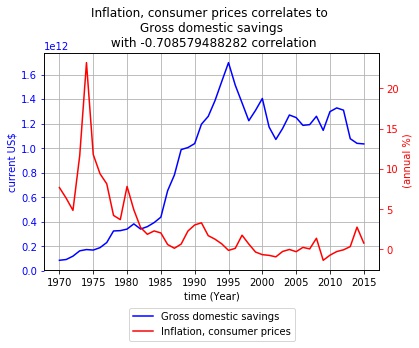 Inflation, consumer prices correlates to
Gross domestic savings
with -0.708579488282 correlation
1e12
1.6
1.4
1.2
1.0
0.8
0.6
0.4
0.2
0.0
current US$
20
15
10
5
0
(annual %)
1970 1975 1980 1985 1990 1995 2000 2005 2010 2015
time (Year)
Gross domestic savings
Inflation, consumer prices